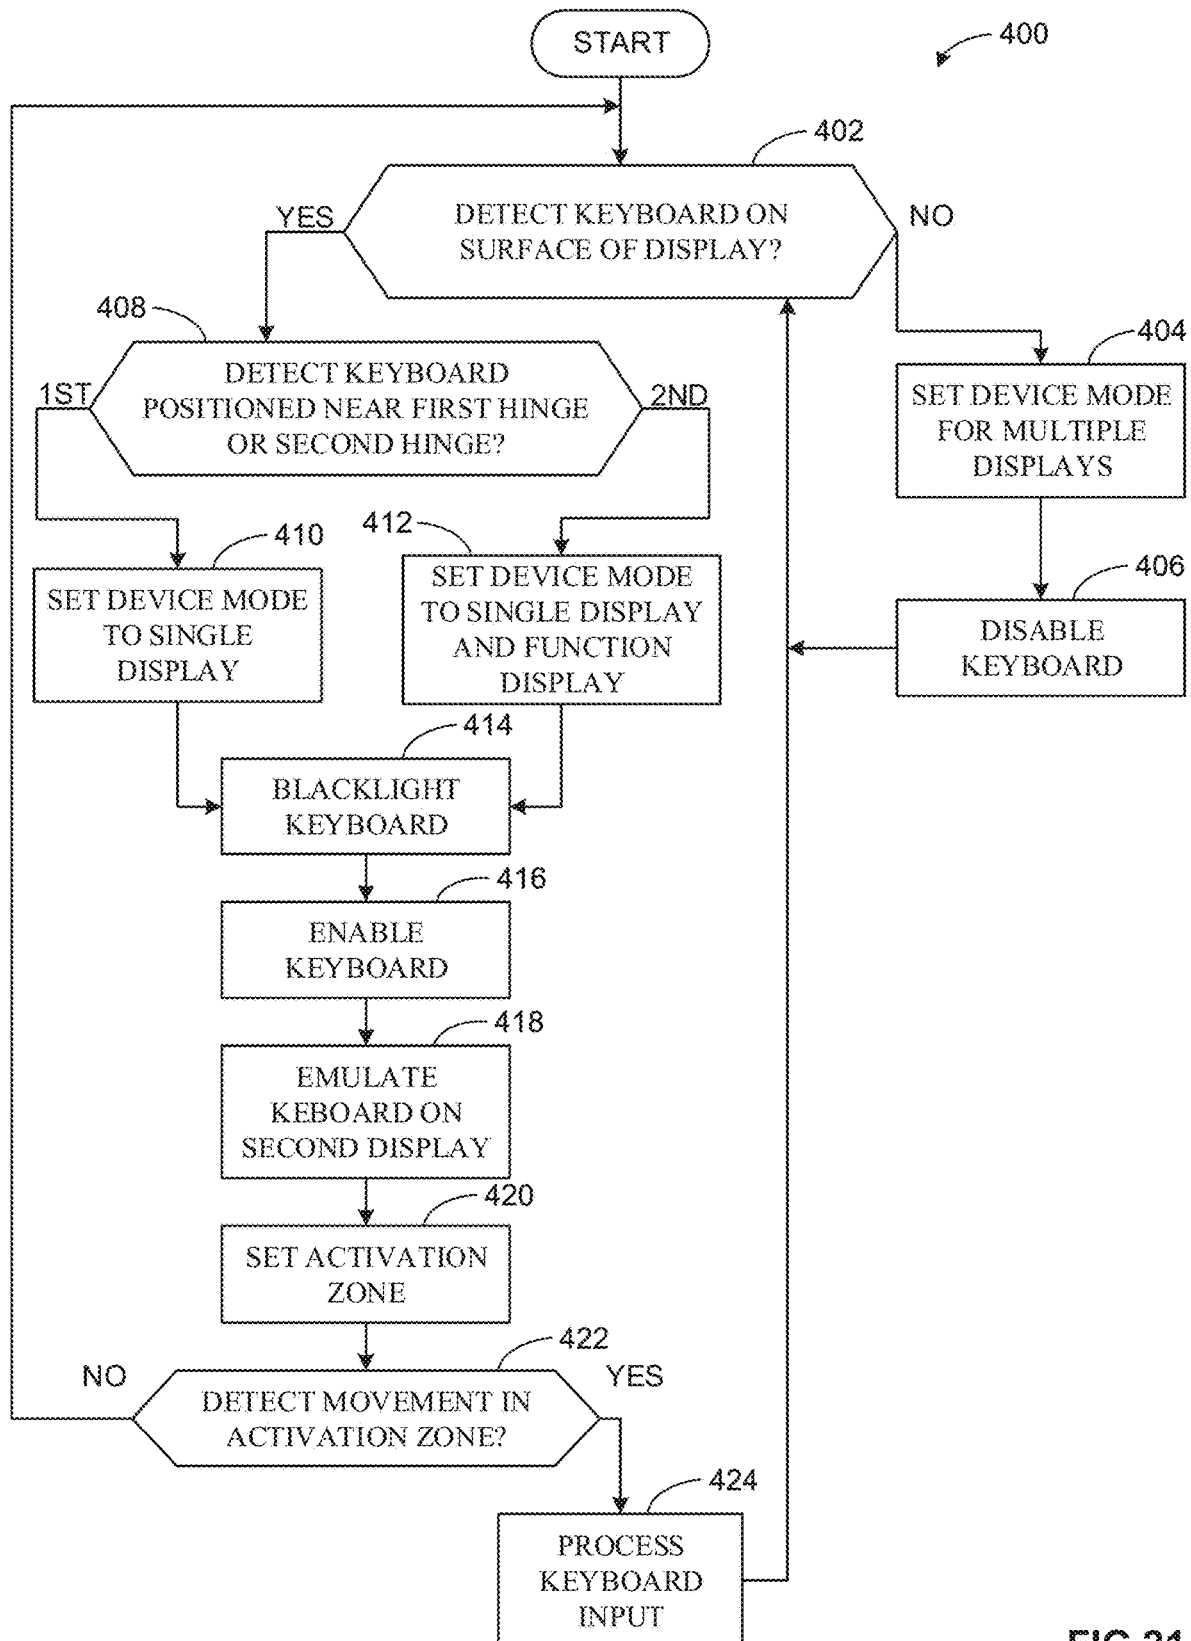 START
400
402
DETECT KEYBOARD ON
SURFACE OF DISPLAY?
YES
NO
408
DETECT KEYBOARD
POSITIONED NEAR FIRST HINGE
OR SECOND HINGE?
1ST
2ND
404
SET DEVICE MODE
FOR MULTIPLE
DISPLAYS
410
SET DEVICE MODE
TO SINGLE
DISPLAY
412
SET DEVICE MODE
TO SINGLE DISPLAY
AND FUNCTION
DISPLAY
406
DISABLE
KEYBOARD
414
BLACKLIGHT
KEYBOARD
416
ENABLE
KEYBOARD
418
EMULATE
KEBOARD ON
SECOND DISPLAY
420
SET ACTIVATION
ZONE
422
NO
YES
DETECT MOVEMENT IN
ACTIVATION ZONE?
424
PROCESS
KEYBOARD
INPUT
FIG.21